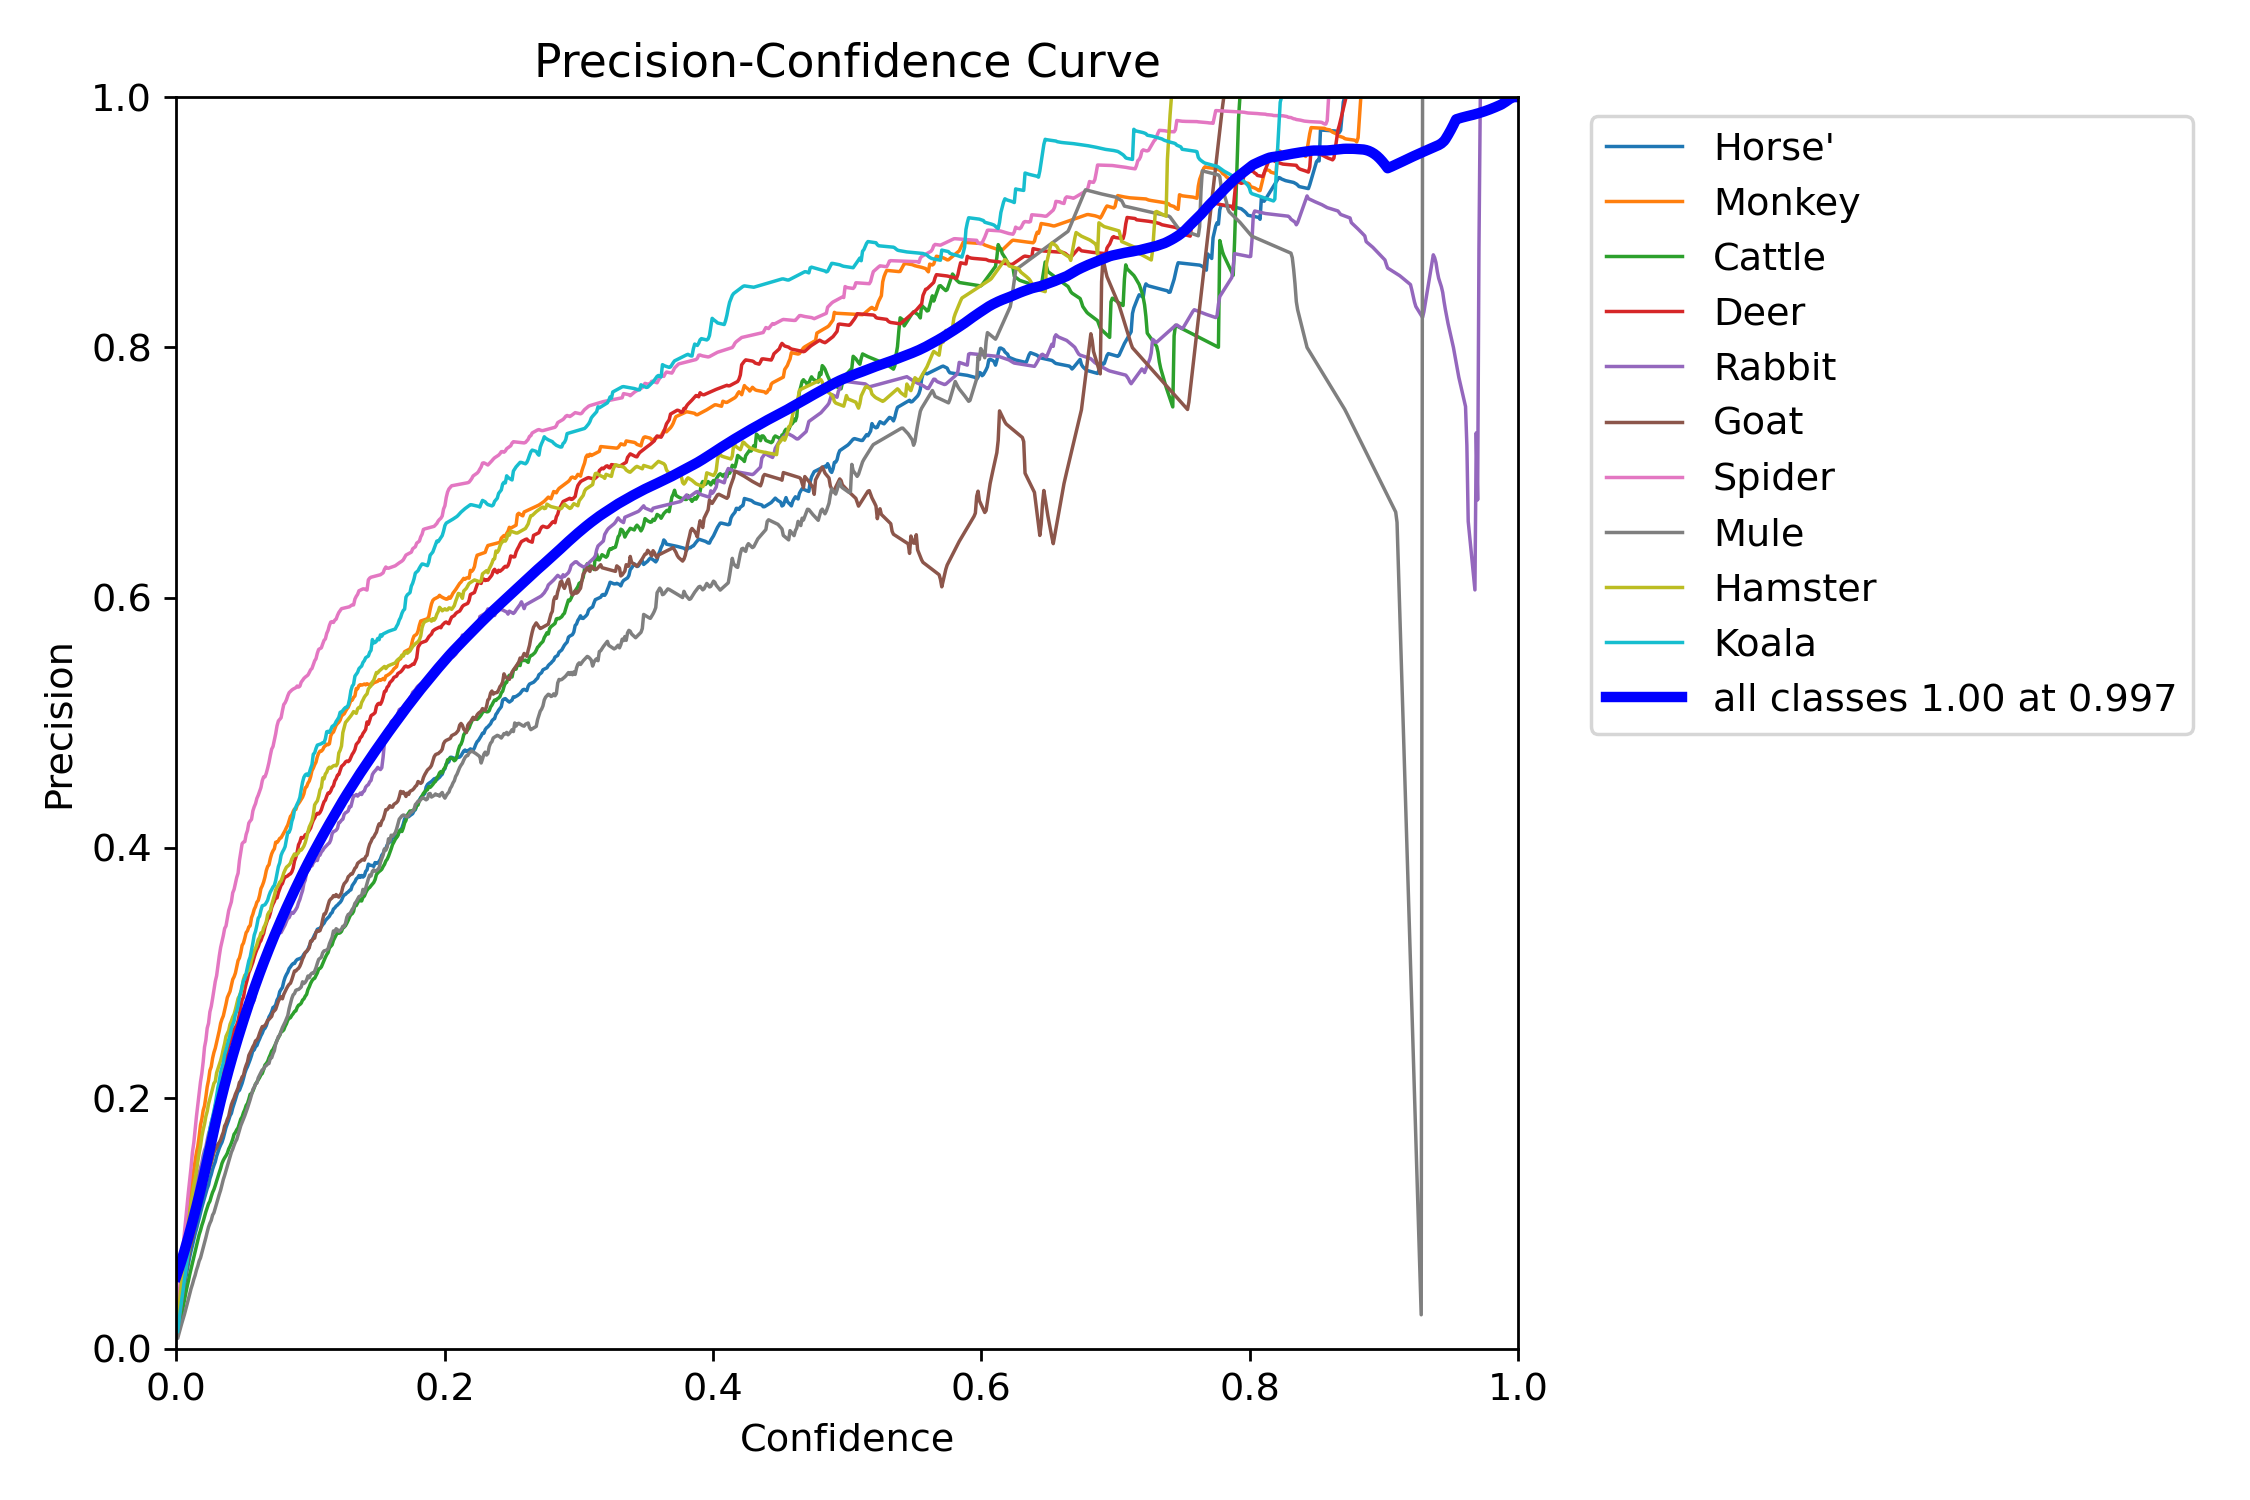 Precision-Confidence Curve
1.0
0.8
0.6
0.4
0.2
0.0
Precision
0.0 0.2 0.4 0.6 0.8 1.0
Confidence
Horse'
Monkey
Cattle
Deer
Rabbit
Goat
Spider
Mule
Hamster
Koala
all classes 1.00 at 0.997